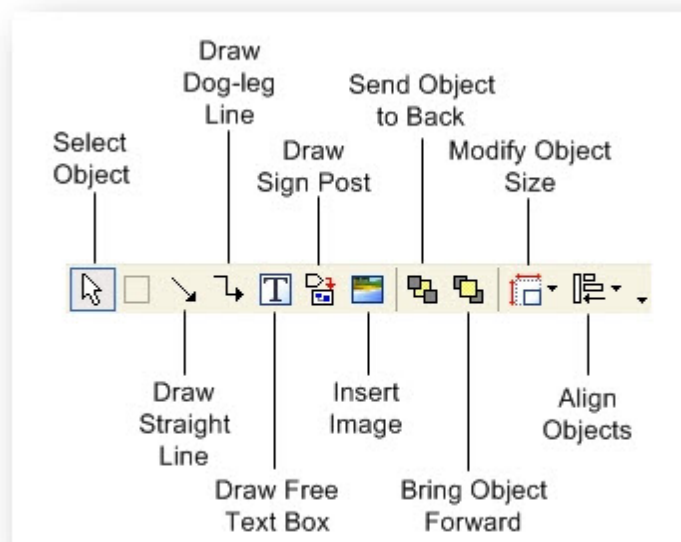 Draw
Dog-leg
Line
Send Object
to Back
Select
Object
Draw
Sign Post
Modify Object
Size
T
Draw
Straight
Line
Insert
Image
Align
Objects
Draw Free
Text Box
Bring Object
Forward